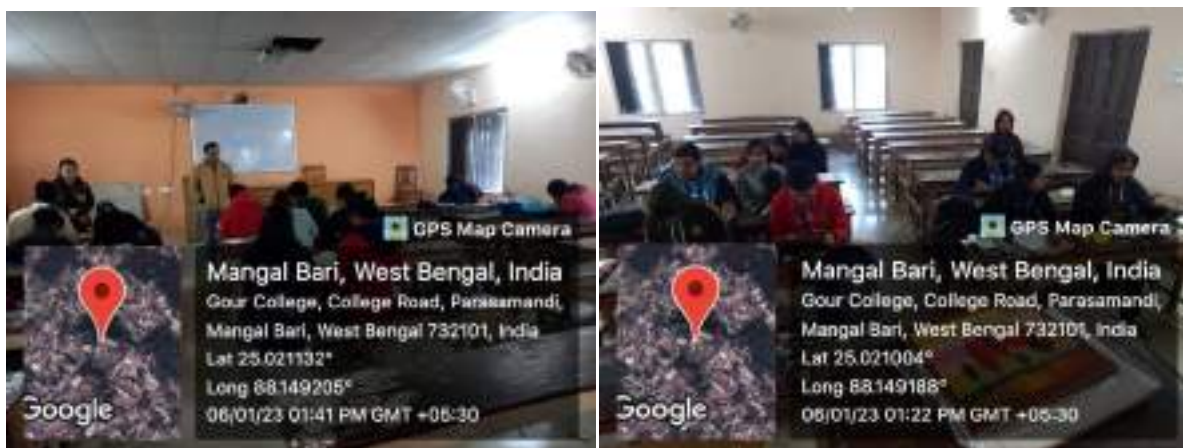 GPS Map Camera
Mangal Bari, West Bengal, India
Gour College, College Road, Parasamandi,
Mangal Bari, West Bengal 732101, India
Lat 25.021132°
Long 88.149205°
06/01/23 01:41 PM GMT +05:30
Google
GPS Map Camera
Mangal Bari, West Bengal, India
Gour College, College Road, Parasamandi,
Mangal Bari, West Bengal 732101, India
Lat 25.021004°
Long 88.149188°
06/01/23 01:22 PM GMT +05:30
Google